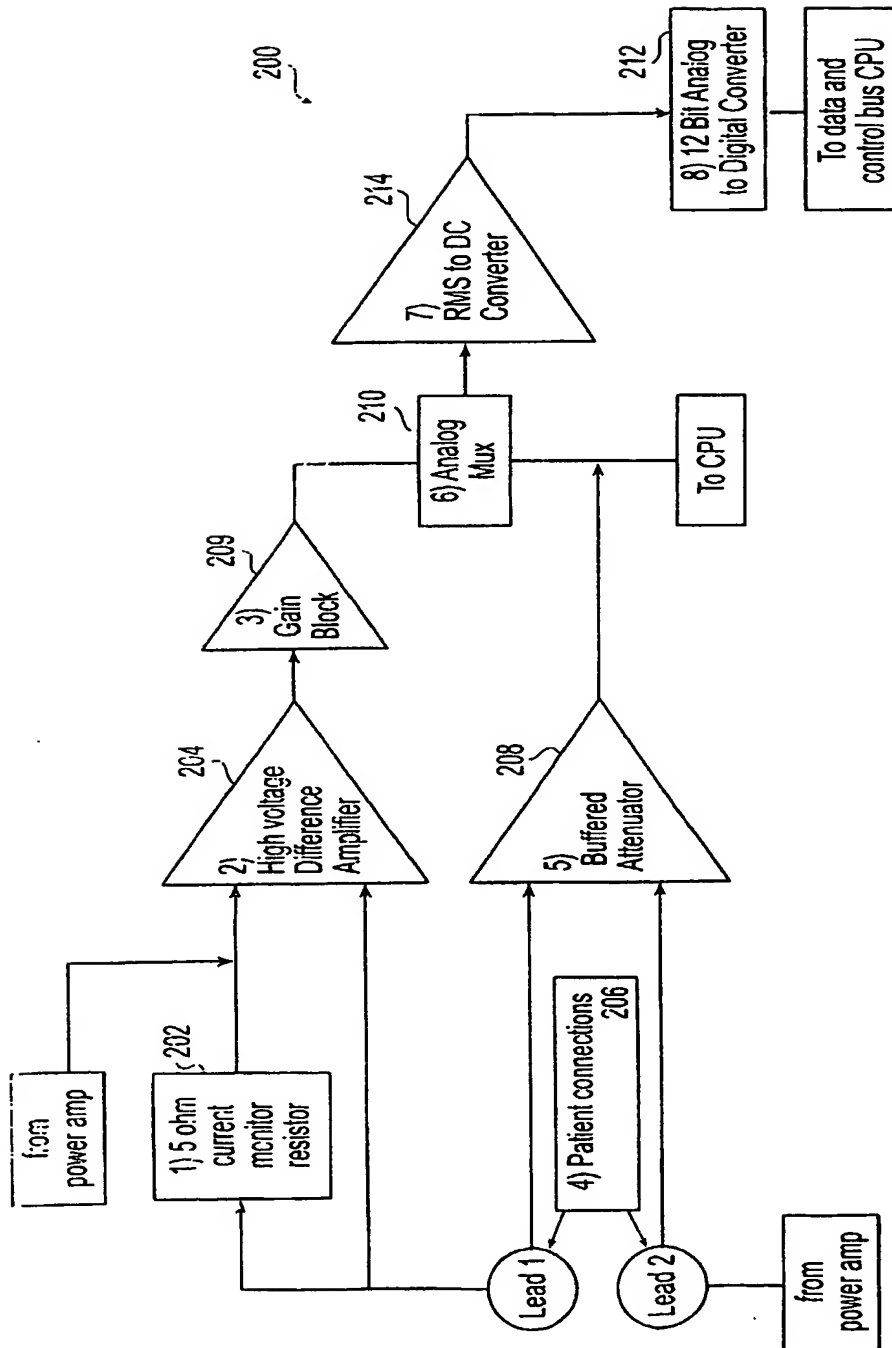 200
from
power amp
1) 5 ohm
current
monitor
resistor
202
204
2)
High voltage
Difference
Amplifier
209
3)
Gain
Block
Lead 1
Lead 2
4) Patient connections
206
208
5)
Buffered
Attenuator
210
6) Analog
Mux
To CPU
214
7)
RMS to DC
Converter
212
8) 12 Bit Analog
to Digital Converter
To data and
control bus CPU
from
power amp